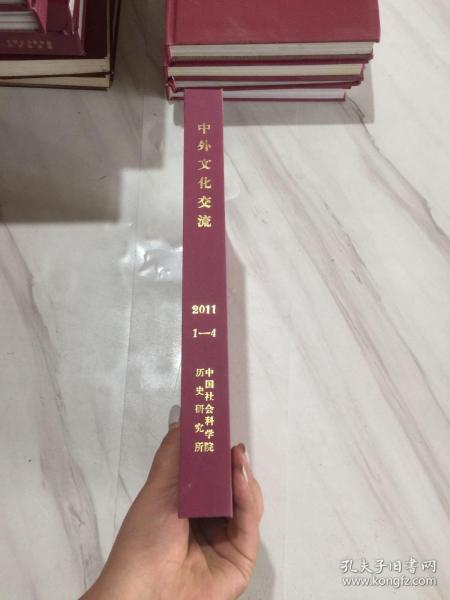 中外文化交流
2011
1—4
中国社会科学院
历史研究所
孔夫子旧书网
www.kongfz.com